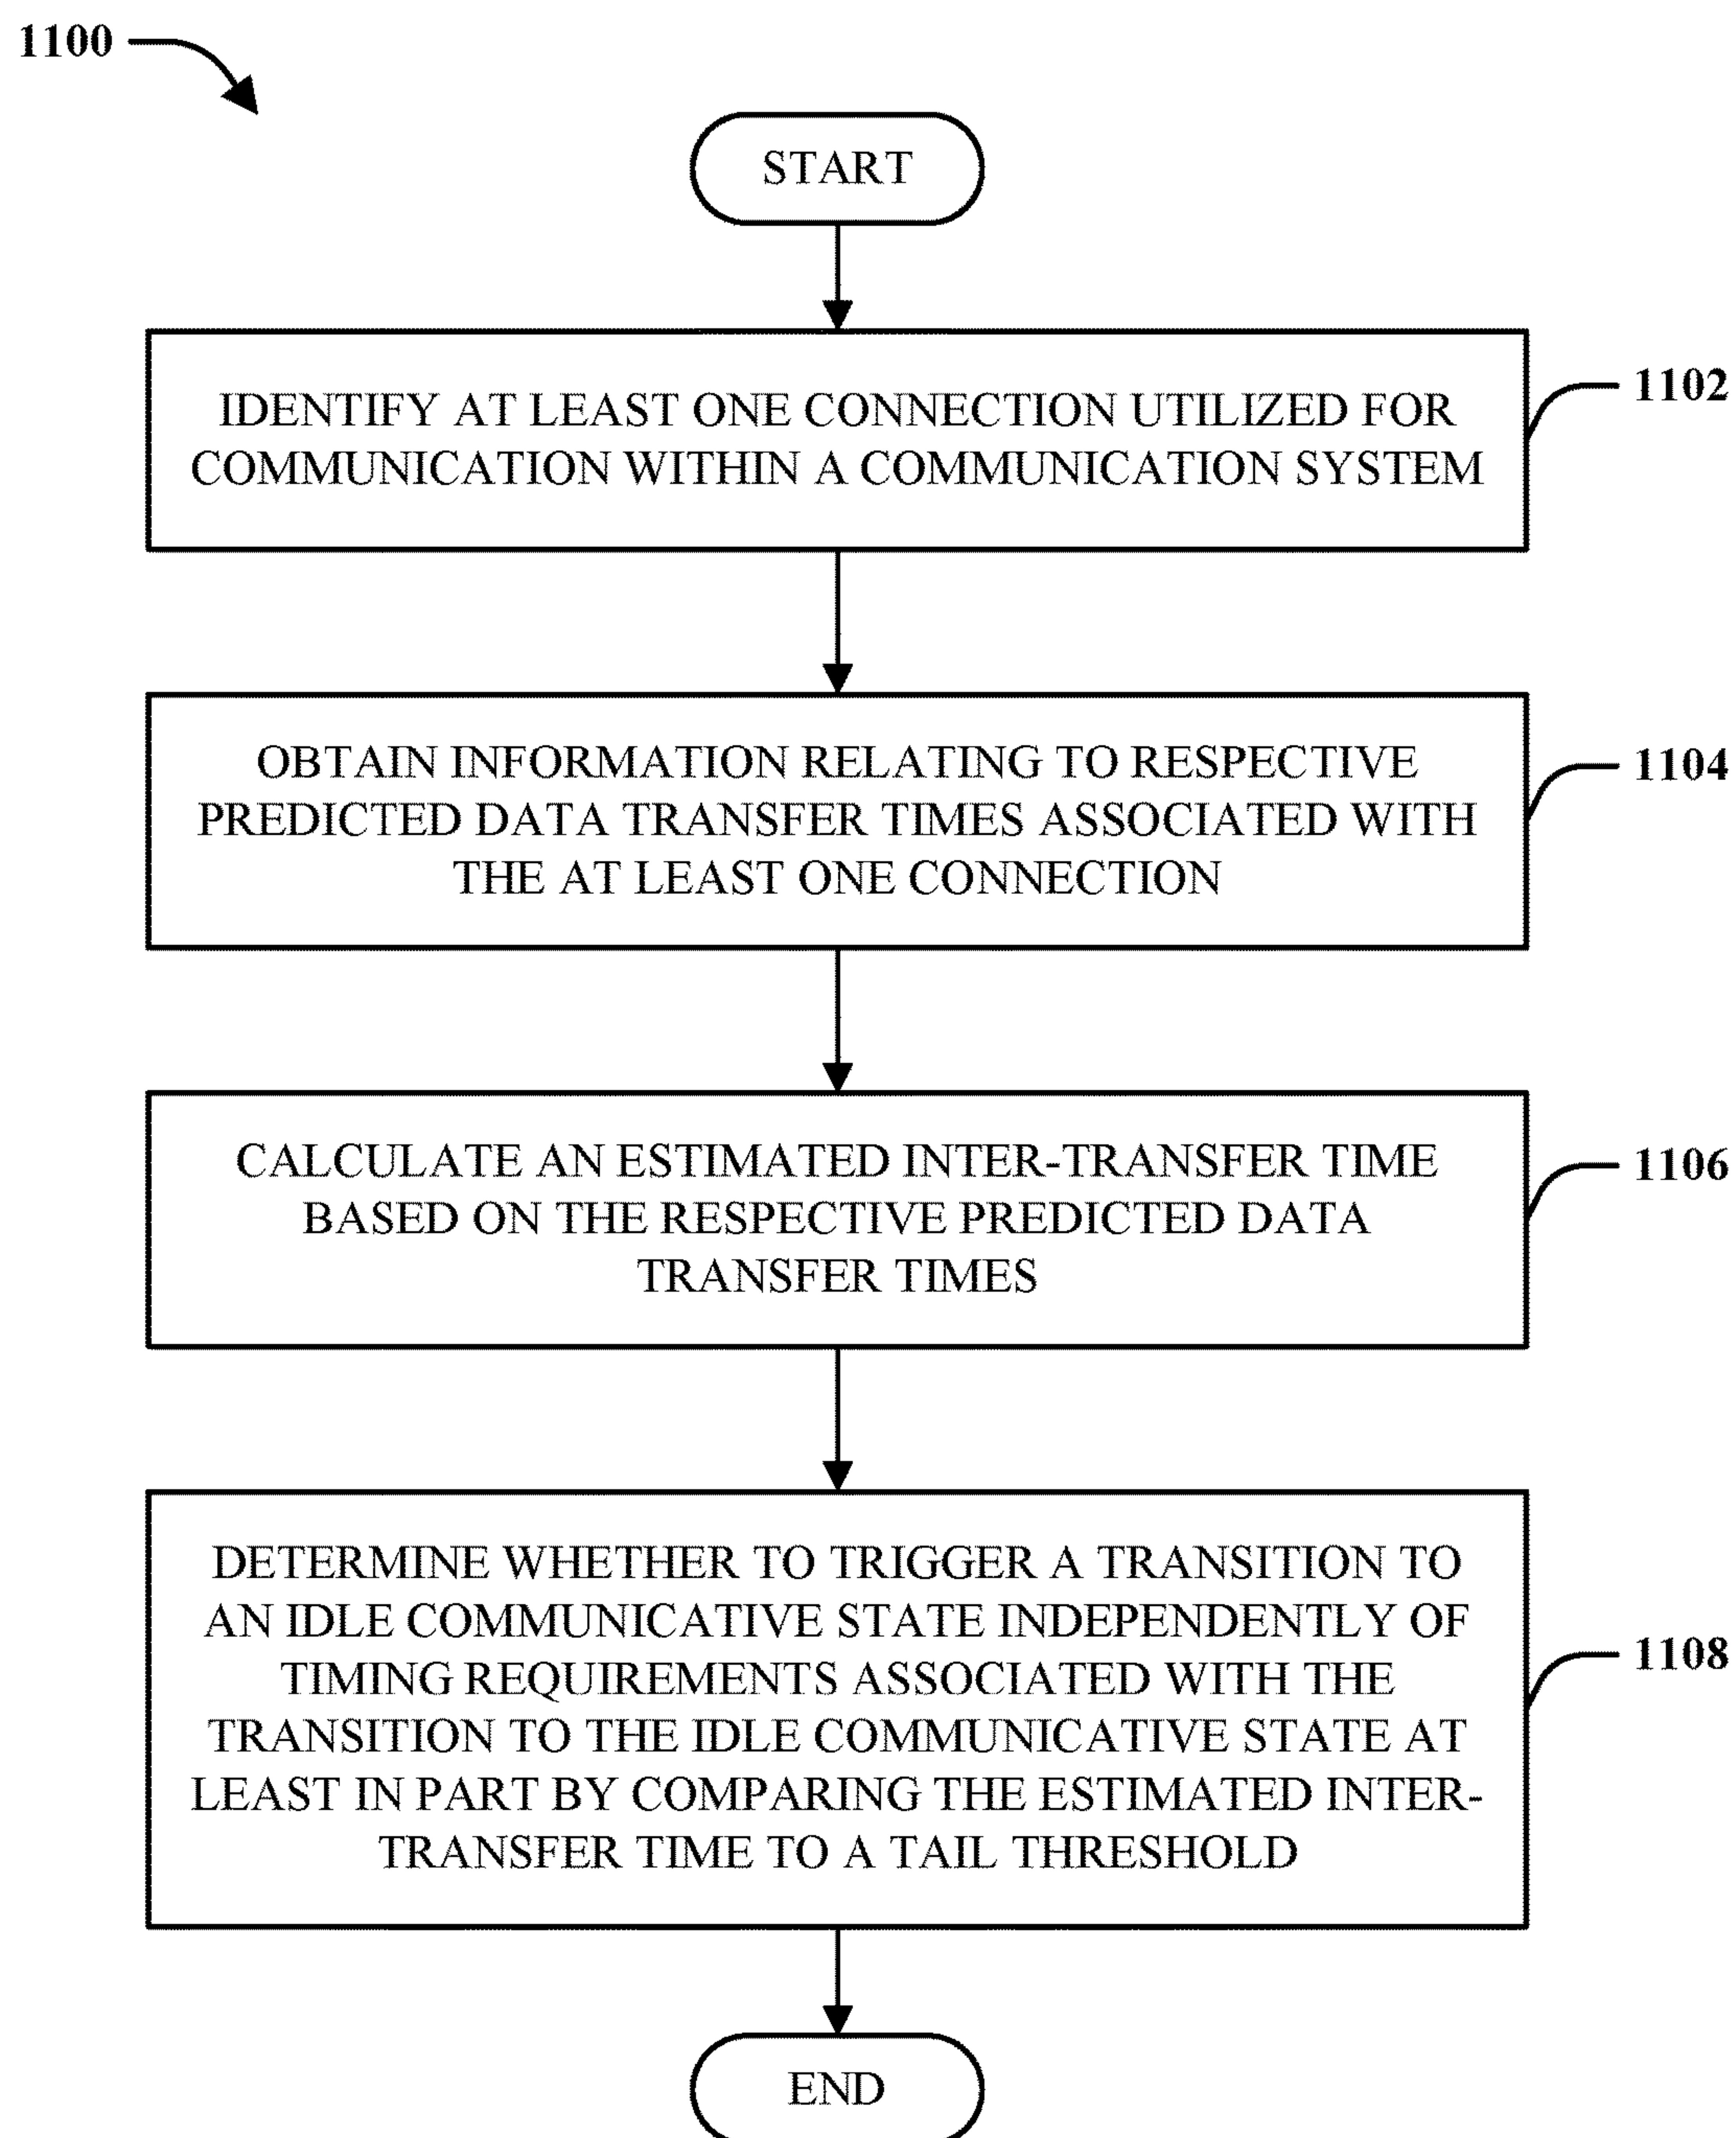 1100
START
IDENTIFY AT LEAST ONE CONNECTION UTILIZED FOR
COMMUNICATION WITHIN A COMMUNICATION SYSTEM
1102
OBTAIN INFORMATION RELATING TO RESPECTIVE
PREDICTED DATA TRANSFER TIMES ASSOCIATED WITH
THE AT LEAST ONE CONNECTION
1104
CALCULATE AN ESTIMATED INTER-TRANSFER TIME
BASED ON THE RESPECTIVE PREDICTED DATA
TRANSFER TIMES
1106
DETERMINE WHETHER TO TRIGGER A TRANSITION TO
AN IDLE COMMUNICATIVE STATE INDEPENDENTLY OF
TIMING REQUIREMENTS ASSOCIATED WITH THE
TRANSITION TO THE IDLE COMMUNICATIVE STATE AT
LEAST IN PART BY COMPARING THE ESTIMATED INTER-
TRANSFER TIME TO A TAIL THRESHOLD
1108
END